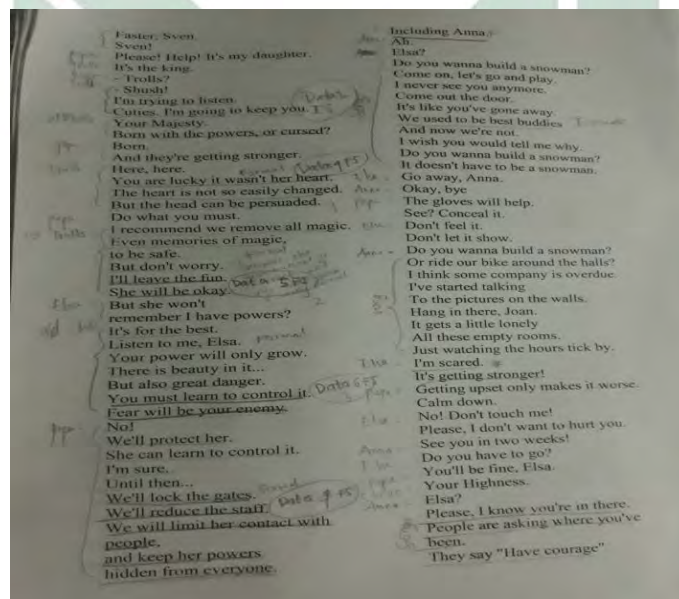 Faster, Sven.
Sven!
Please! Help! It's my daughter.
It's the king.
- Trolls?
- Shush!
I'm trying to listen.
Cuties. I'm going to keep you.
Your Majesty.
Born with the powers, or cursed?
Born.
And they're getting stronger.
Here, here.
You are lucky it wasn't her heart.
The heart is not so easily changed.
But the head can be persuaded.
Do what you must.
I recommend we remove all magic.
Even memories of magic,
to be safe.
But don't worry.
I'll leave the fun.
She will be okay.
But she won't
remember I have powers?
It's for the best.
Listen to me, Elsa.
Your power will only grow.
There is beauty in it...
But also great danger.
You must learn to control it.
Fear will be your enemy.
No!
We'll protect her.
She can learn to control it.
I'm sure.
Until then...
We'll lock the gates.
We'll reduce the staff.
We will limit her contact with
people,
and keep her powers
hidden from everyone.
Including Anna.
Ah.
Elsa?
Do you wanna build a snowman?
Come on, let's go and play.
I never see you anymore.
Come out the door.
It's like you've gone away.
We used to be best buddies
And now we're not.
I wish you would tell me why.
Do you wanna build a snowman?
It doesn't have to be a snowman.
Go away, Anna.
Okay, bye
The gloves will help.
See? Conceal it.
Don't feel it.
Don't let it show.
Do you wanna build a snowman?
Or ride our bike around the halls?
I think some company is overdue.
I've started talking
To the pictures on the walls.
Hang in there, Joan.
It gets a little lonely
All these empty rooms.
Just watching the hours tick by.
I'm scared.
It's getting stronger!
Getting upset only makes it worse.
Calm down.
No! Don't touch me!
Please, I don't want to hurt you.
See you in two weeks!
Do you have to go?
You'll be fine, Elsa.
Your Highness.
Elsa?
Please, I know you're in there.
People are asking where you've
been.
They say "Have courage"